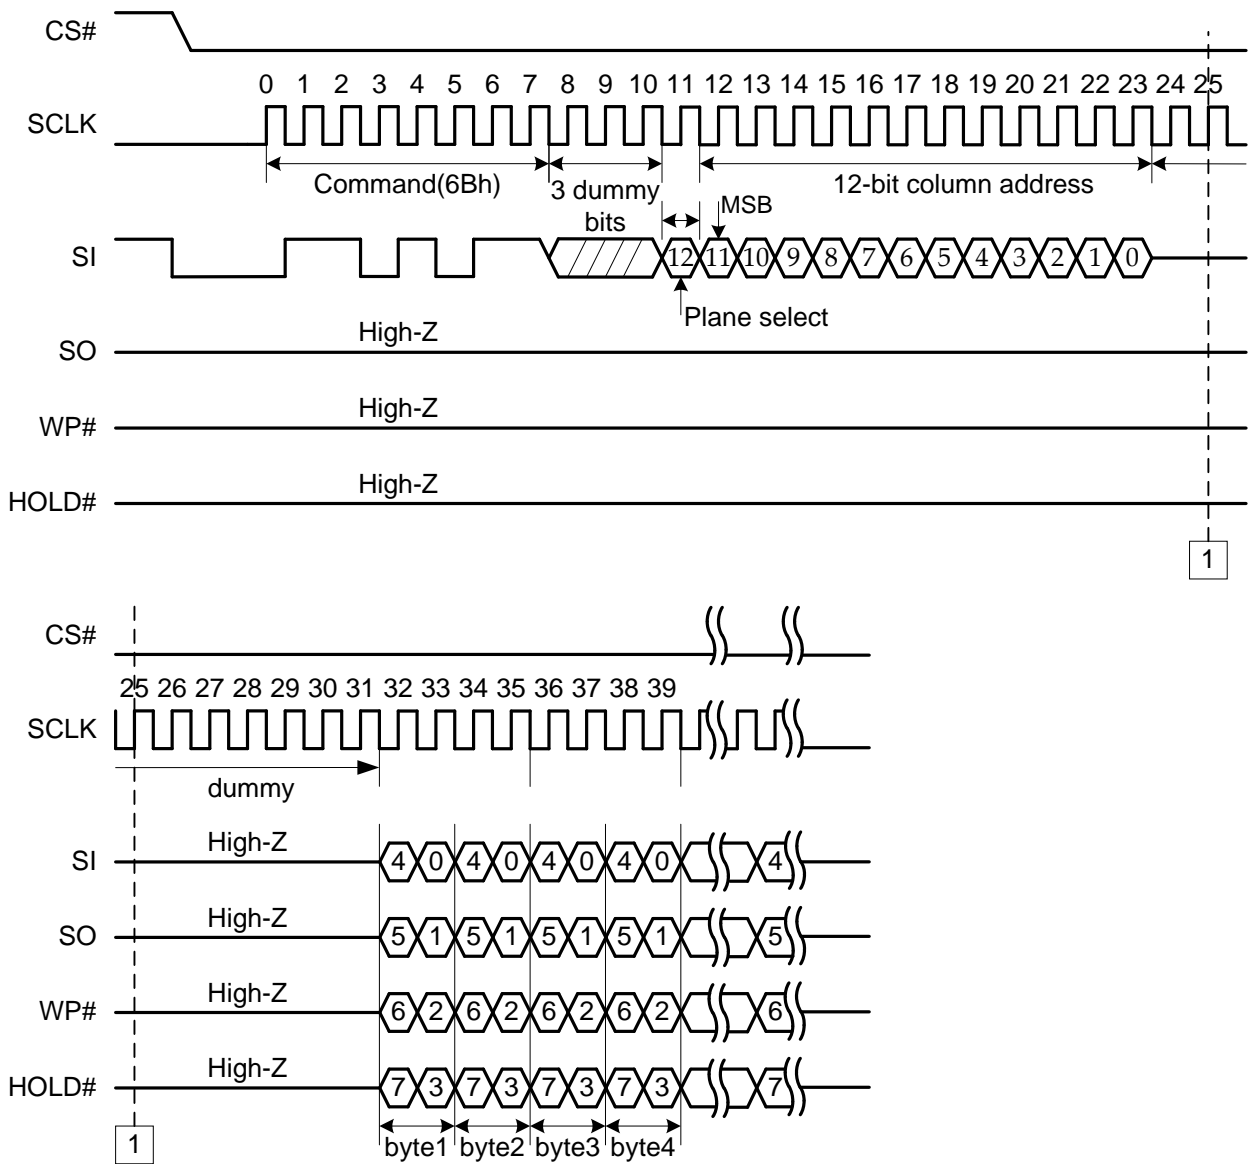 CS#
0 1 2 3 4 5 6 7 8 9 10 11 12 13 14 15 16 17 18 19 20 21 22 23 24 25
SCLK
Command(6Bh)
3 dummy
bits
12-bit column address
MSB
SI
12 11 10 9 8 7 6 5 4 3 2 1 0
Plane select
High-Z
SO
High-Z
WP#
High-Z
HOLD#
1
CS#
25 26 27 28 29 30 31 32 33 34 35 36 37 38 39
SCLK
dummy
High-Z
SI
4 0 4 0 4 0 4 0 4
High-Z
SO
5 1 5 1 5 1 5 1 5
High-Z
WP#
6 2 6 2 6 2 6 2 6
High-Z
HOLD#
7 3 7 3 7 3 7 3 7
1
byte1 byte2 byte3 byte4